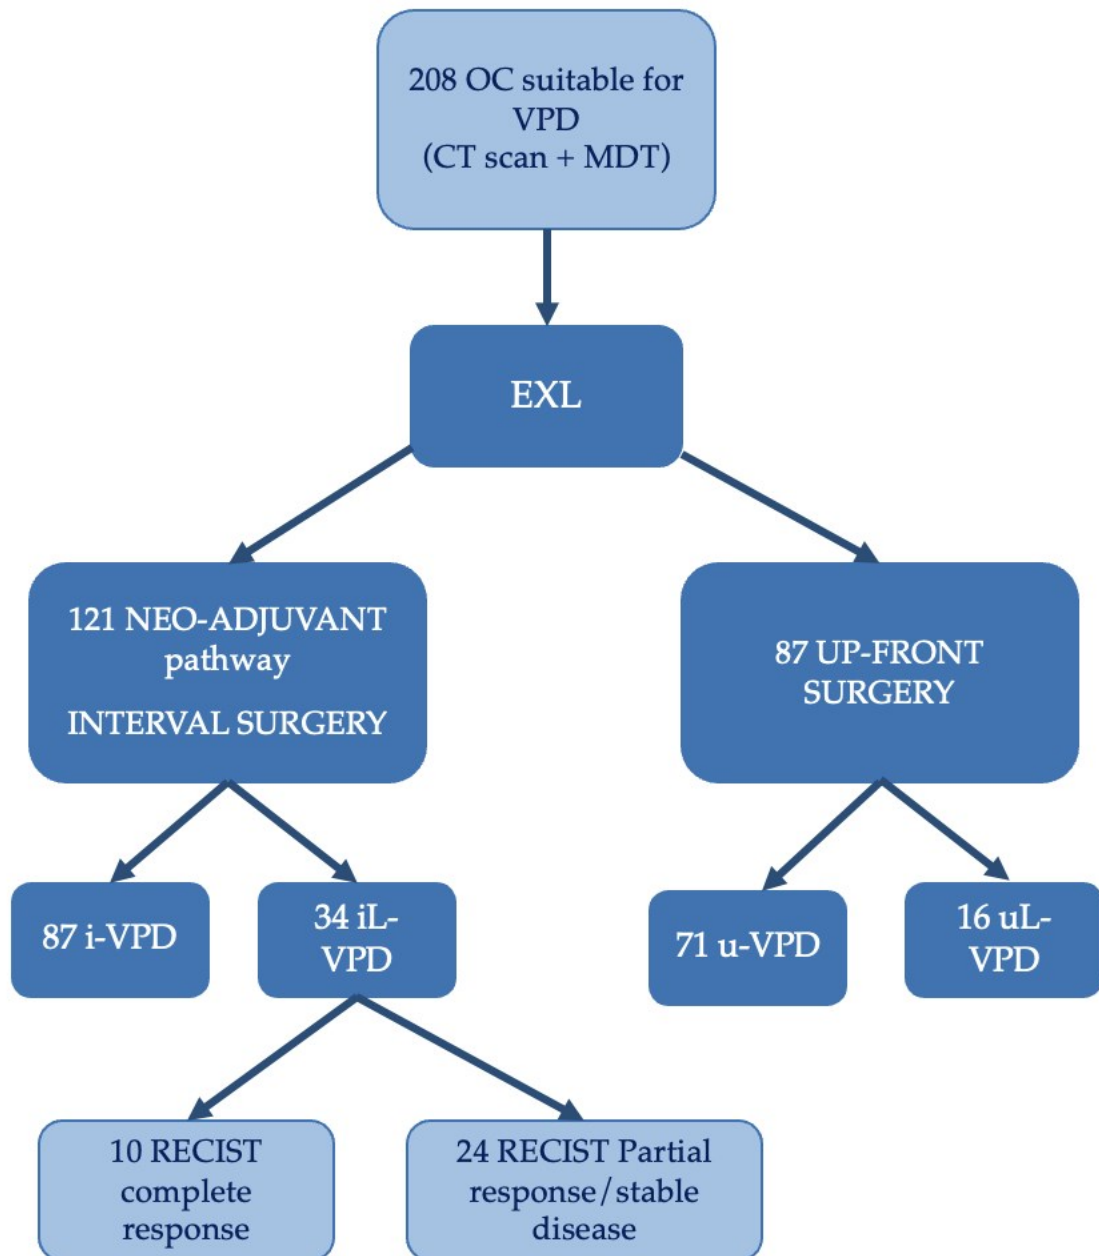 208 OC suitable for
VPD
(CT scan + MDT)
EXL
121 NEO-ADJUVANT
pathway
INTERVAL SURGERY
87 UP-FRONT
SURGERY
87 i-VPD
34 iL-
VPD
71 u-VPD
16 uL-
VPD
10 RECIST
complete
response
24 RECIST Partial
response/stable
disease